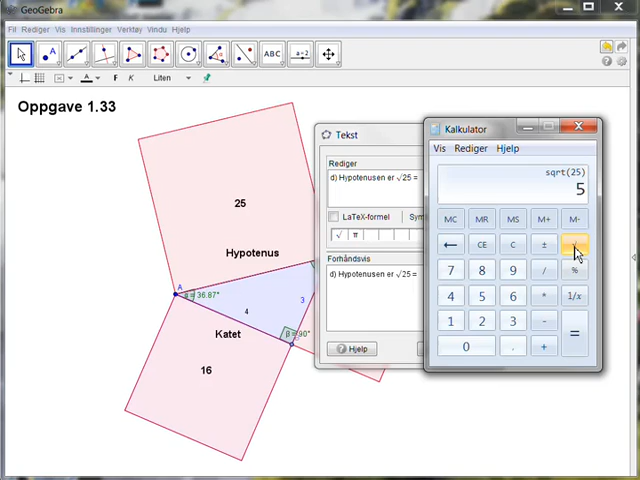 GeoGebra
Fil Rediger Vis Innstillinger Verktøy Vindu Hjelp
A
ABC
a=2
A F K Liten
Oppgave 1.33
25
Hypotenus
A
α = 36.87°
3
4
Katet
β = 90°
16
Tekst
Rediger
d) Hypotenusen er √25 =
LaTeX-formel
√ π
Forhåndsvis
d) Hypotenusen er √25 =
Hjelp
Kalkulator
Vis Rediger Hjelp
sqrt(25)
5
MC MR MS M+ M-
← CE C ± √
7 8 9 / %
4 5 6 * 1/x
1 2 3 - =
0 . +